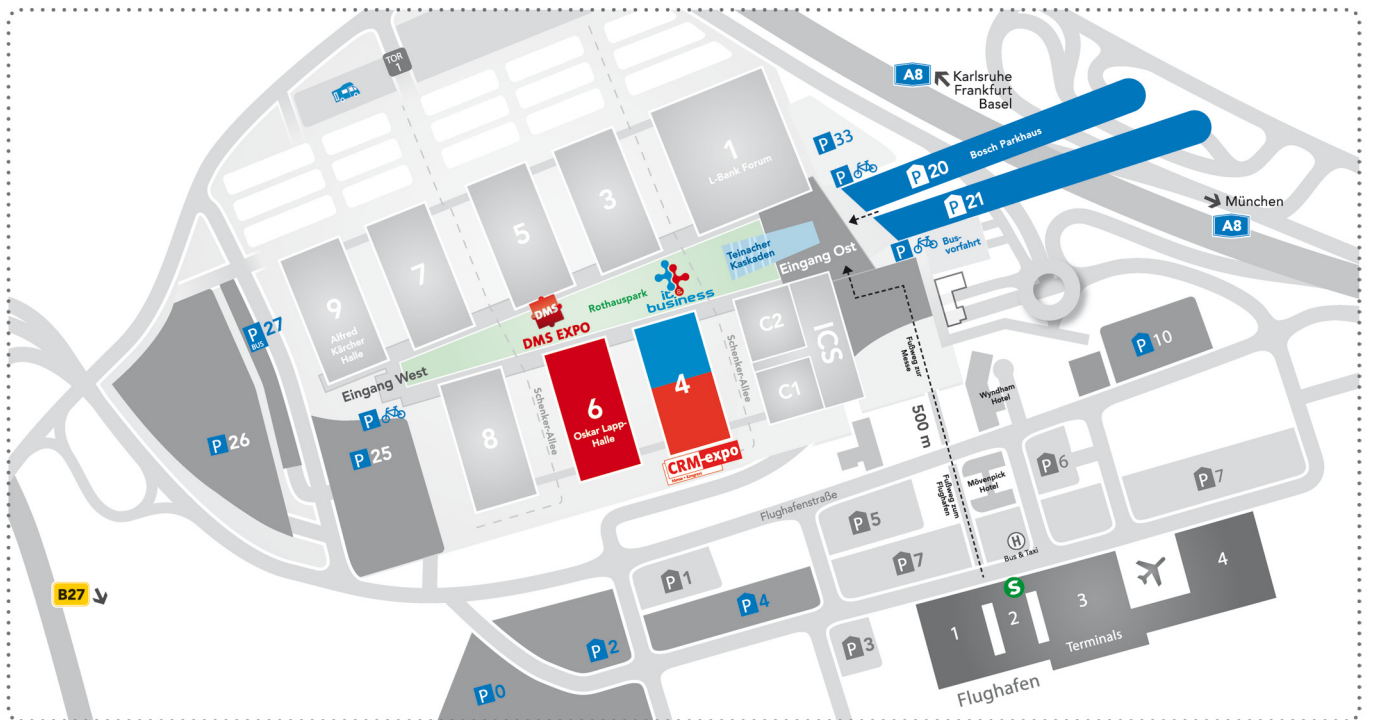 TOR
1
A8
Karlsruhe
Frankfurt
Basel
P 33
P
P 20
Bosch Parkhaus
P 21
München
A8
P
Bus-
vorfahrt
1
L-Bank Forum
3
5
7
9
Alfred
Kärcher
Halle
Teinacher
Kaskaden
Eingang Ost
it &
business
Rothauspark
DMS
DMS EXPO
Eingang West
P 27
BUS
P 26
P
P 25
8
Schenker-Allee
6
Oskar Lapp-
Halle
4
CRM-expo
Schenker-Allee
C2
C1
ICS
Fußweg zur
Messe
500 m
Fußweg zum
Flughafen
Wyndham
Hotel
Mövenpick
Hotel
P 10
P 6
P 7
H
Bus & Taxi
S
Flughafenstraße
P 5
P 7
P 1
P 4
P 2
P 0
P 3
B27
1
2
3
4
Terminals
Flughafen